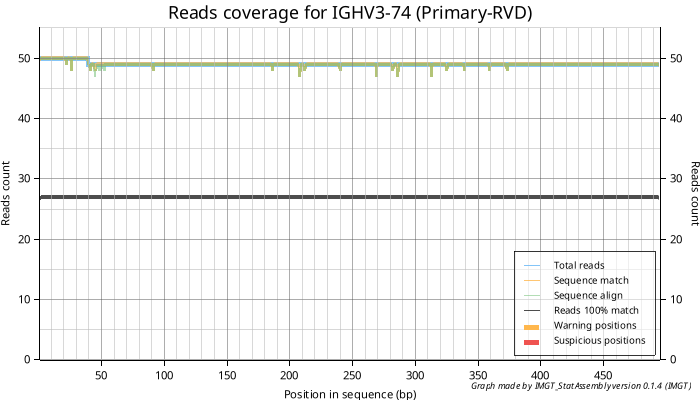 Reads coverage for IGHV3-74 (Primary-RVD)
50
40
30
20
10
0
Reads count
50
40
30
20
10
0
Reads count
50
100
150
200
250
300
350
400
450
Position in sequence (bp)
Total reads
Sequence match
Sequence align
Reads 100% match
Warning positions
Suspicious positions
Graph made by IMGT_StatAssembly version 0.1.4 (IMGT)